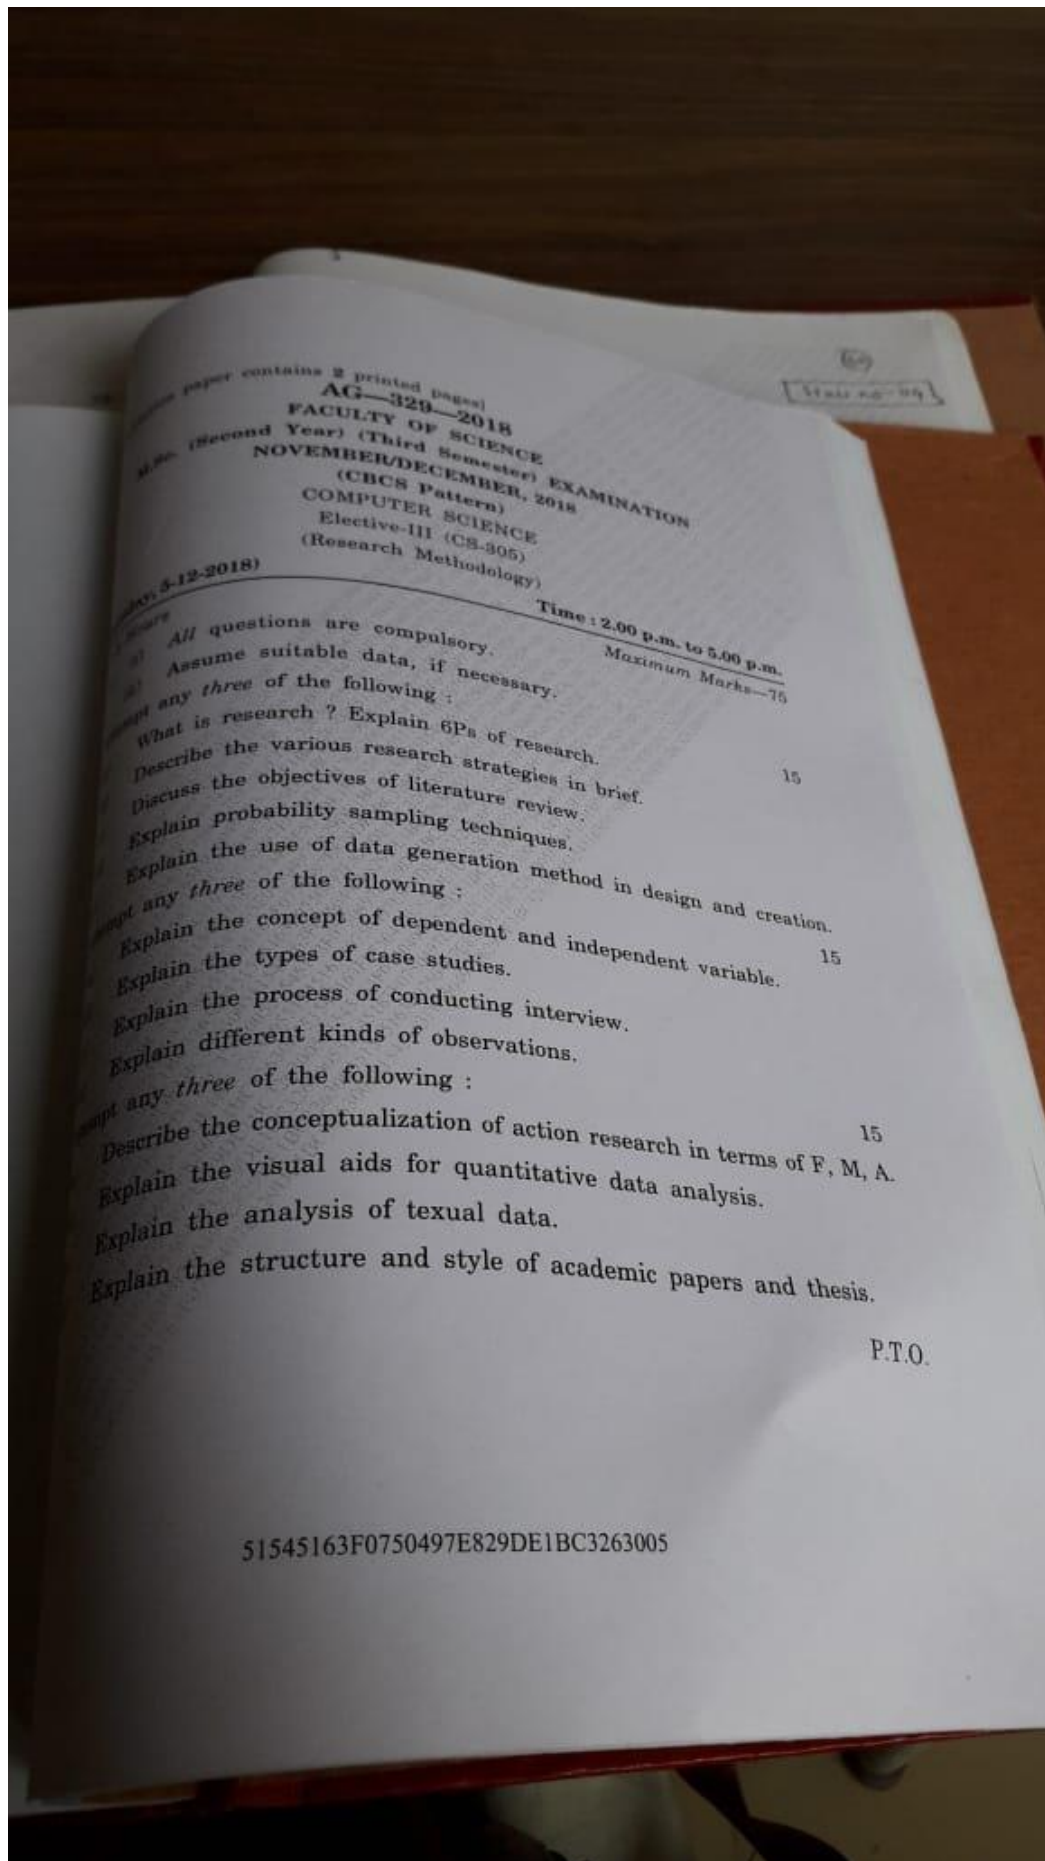 paper contains 2 printed pages]
AG—329—2018
FACULTY OF SCIENCE
M.Sc. (Second Year) (Third Semester) EXAMINATION
NOVEMBER/DECEMBER, 2018
(CBCS Pattern)
COMPUTER SCIENCE
Elective-III (CS-305)
(Research Methodology)
5-12-2018) Time : 2.00 p.m. to 5.00 p.m.
Maximum Marks—75
All questions are compulsory.
Assume suitable data, if necessary.
any three of the following : 15
What is research ? Explain 6Ps of research.
Describe the various research strategies in brief.
Discuss the objectives of literature review.
Explain probability sampling techniques.
Explain the use of data generation method in design and creation.
any three of the following : 15
Explain the concept of dependent and independent variable.
Explain the types of case studies.
Explain the process of conducting interview.
Explain different kinds of observations.
any three of the following : 15
Describe the conceptualization of action research in terms of F, M, A.
Explain the visual aids for quantitative data analysis.
Explain the analysis of texual data.
Explain the structure and style of academic papers and thesis.
P.T.O.
51545163F0750497E829DE1BC3263005